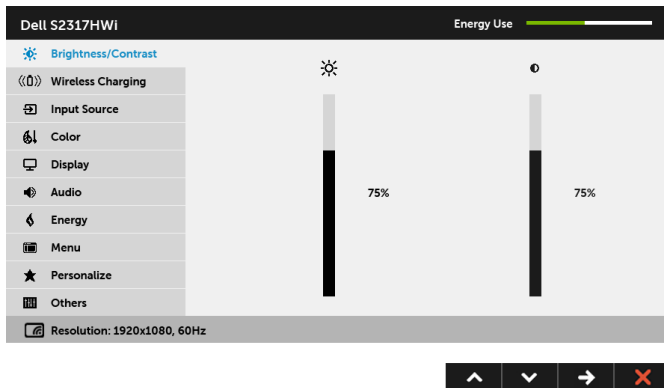 Dell S2317HWi
Energy Use
Brightness/Contrast
Wireless Charging
Input Source
Color
Display
Audio
Energy
Menu
Personalize
Others
75%
75%
Resolution: 1920x1080, 60Hz